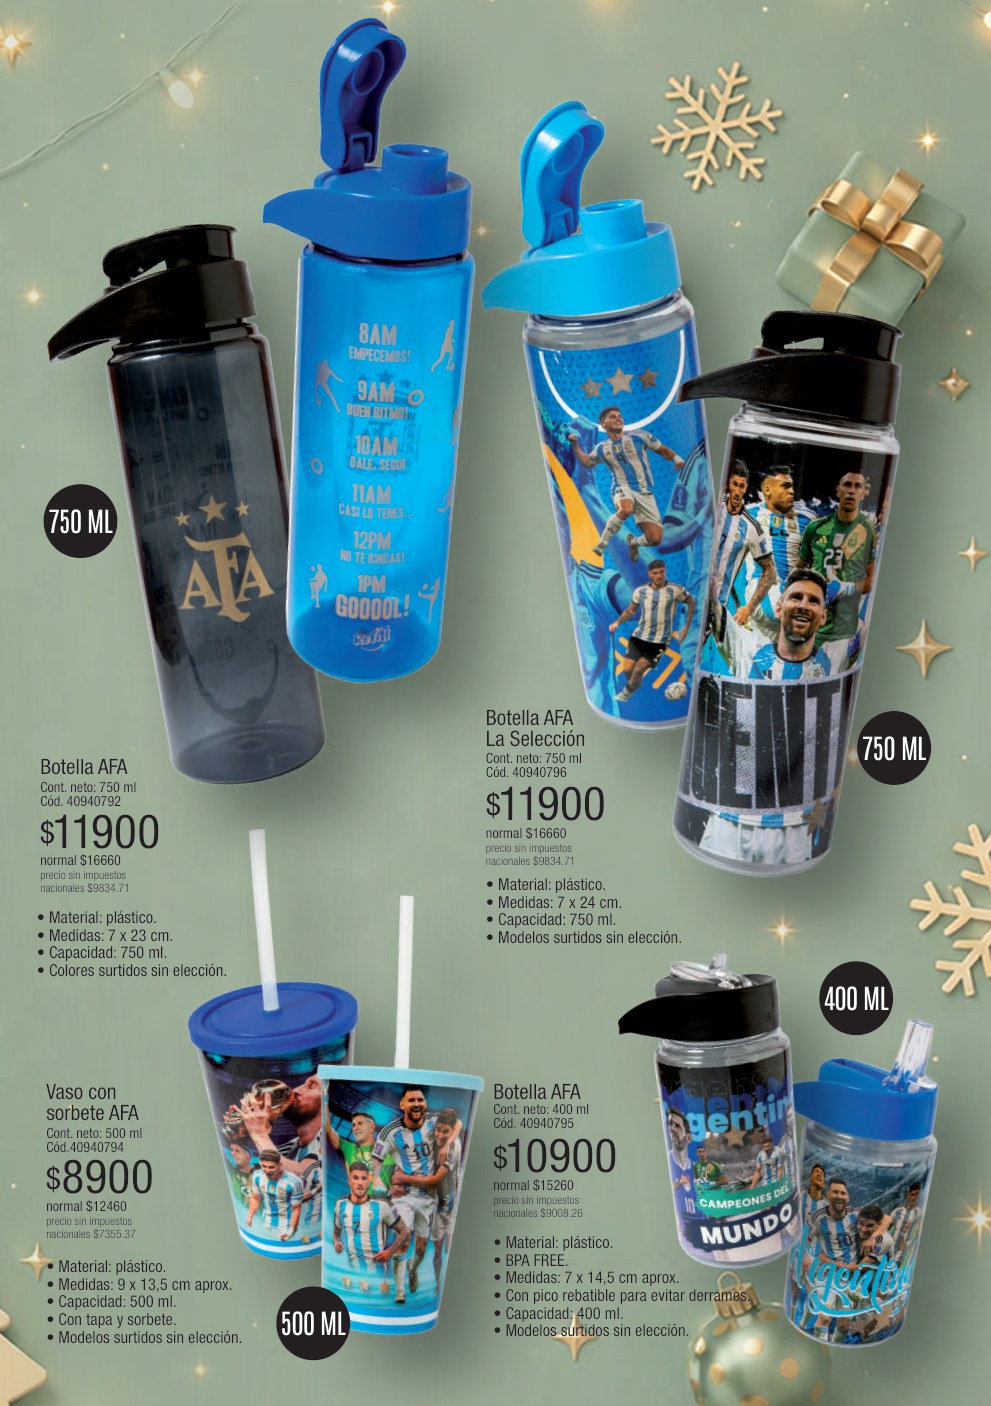 8AM
EMPECEMOS!
9AM
BUEN RITMO!
10AM
DALE, SEGUI
11AM
CASI LO TENES...
12PM
NO TE RINDAS!
1PM
GOOOOL!
AFA
750 ML
23
Botella AFA
Cont. neto: 750 ml
Cód. 40940792
$11900
normal $16660
precio sin impuestos
nacionales $9834.71
• Material: plástico.
• Medidas: 7 x 23 cm.
• Capacidad: 750 ml.
• Colores surtidos sin elección.
Botella AFA
La Selección
Cont. neto: 750 ml
Cód. 40940796
$11900
normal $16660
precio sin impuestos
nacionales $9834.71
• Material: plástico.
• Medidas: 7 x 24 cm.
• Capacidad: 750 ml.
• Modelos surtidos sin elección.
750 ML
Vaso con
sorbete AFA
Cont. neto: 500 ml
Cód.40940794
$8900
normal $12460
precio sin impuestos
nacionales $7355.37
• Material: plástico.
• Medidas: 9 x 13,5 cm aprox.
• Capacidad: 500 ml.
• Con tapa y sorbete.
• Modelos surtidos sin elección.
500 ML
Botella AFA
Cont. neto: 400 ml
Cód. 40940795
$10900
normal $15260
precio sin impuestos
nacionales $9008.26
• Material: plástico.
• BPA FREE.
• Medidas: 7 x 14,5 cm aprox.
• Con pico rebatible para evitar derrames.
• Capacidad: 400 ml.
• Modelos surtidos sin elección.
400 ML
CAMPEONES DEL
MUNDO
Argentina